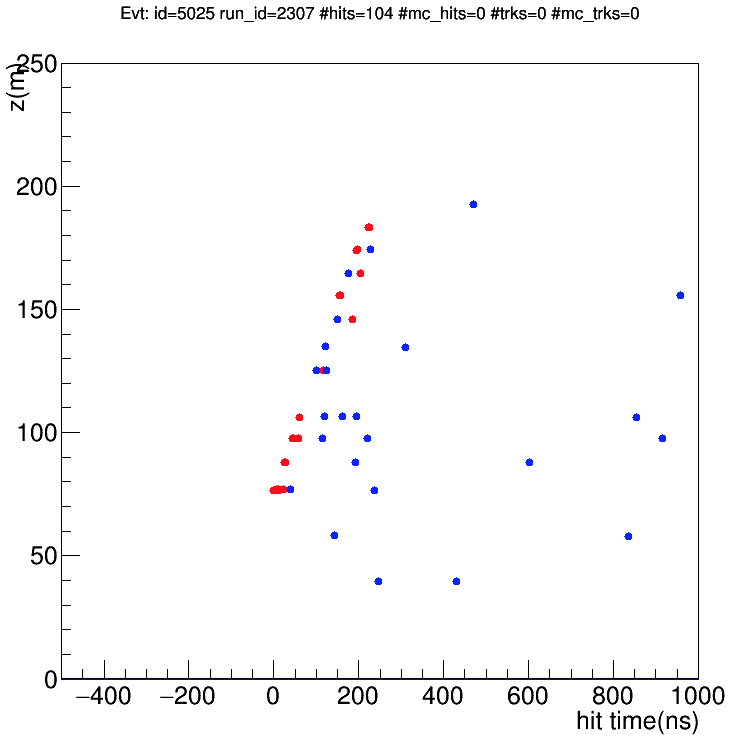 Evt: id=5025 run_id=2307 #hits=104 #mc_hits=0 #trks=0 #mc_trks=0
z(m)
250
200
150
100
50
0
−400 −200 0 200 400 600 800 1000
hit time(ns)